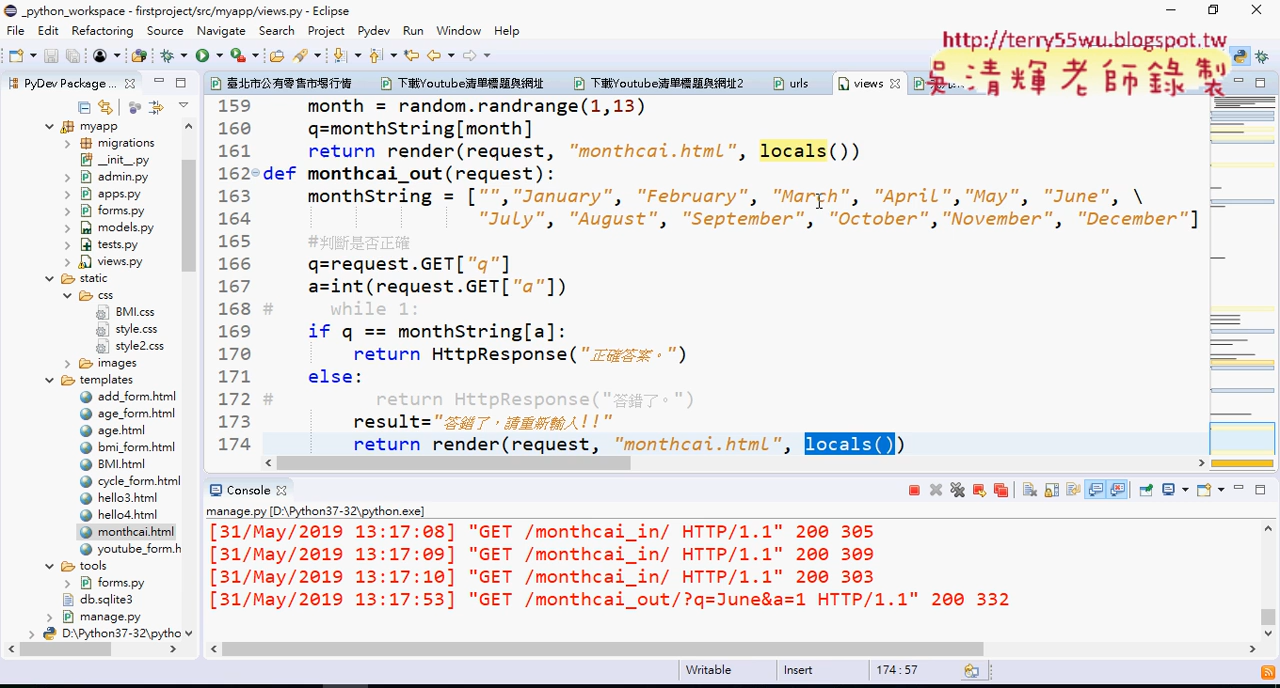 _python_workspace - firstproject/src/myapp/views.py - Eclipse
File Edit Refactoring Source Navigate Search Project Pydev Run Window Help
http://terry55wu.blogspot.tw
吳清輝老師錄製
PyDev Package...
臺北市公有零售市場行情
下載Youtube清單標題與網址
下載Youtube清單標題與網址2
urls
views
myapp
migrations
__init__.py
admin.py
apps.py
forms.py
models.py
tests.py
views.py
static
css
BMI.css
style.css
style2.css
images
templates
add_form.html
age_form.html
age.html
bmi_form.html
BMI.html
cycle_form.html
hello3.html
hello4.html
monthcai.html
youtube_form.h
tools
forms.py
db.sqlite3
manage.py
D:\Python37-32\pytho
159 month = random.randrange(1,13)
160 q=monthString[month]
161 return render(request, "monthcai.html", locals())
162 def monthcai_out(request):
163 monthString = ["","January", "February", "March", "April","May", "June", \
164 "July", "August", "September", "October","November", "December"]
165 #判斷是否正確
166 q=request.GET["q"]
167 a=int(request.GET["a"])
168 # while 1:
169 if q == monthString[a]:
170 return HttpResponse("正確答案。")
171 else:
172 # return HttpResponse("答錯了。")
173 result="答錯了，請重新輸入!!"
174 return render(request, "monthcai.html", locals())
Console
manage.py [D:\Python37-32\python.exe]
[31/May/2019 13:17:08] "GET /monthcai_in/ HTTP/1.1" 200 305
[31/May/2019 13:17:09] "GET /monthcai_in/ HTTP/1.1" 200 309
[31/May/2019 13:17:10] "GET /monthcai_in/ HTTP/1.1" 200 303
[31/May/2019 13:17:53] "GET /monthcai_out/?q=June&a=1 HTTP/1.1" 200 332
Writable Insert 174 : 57